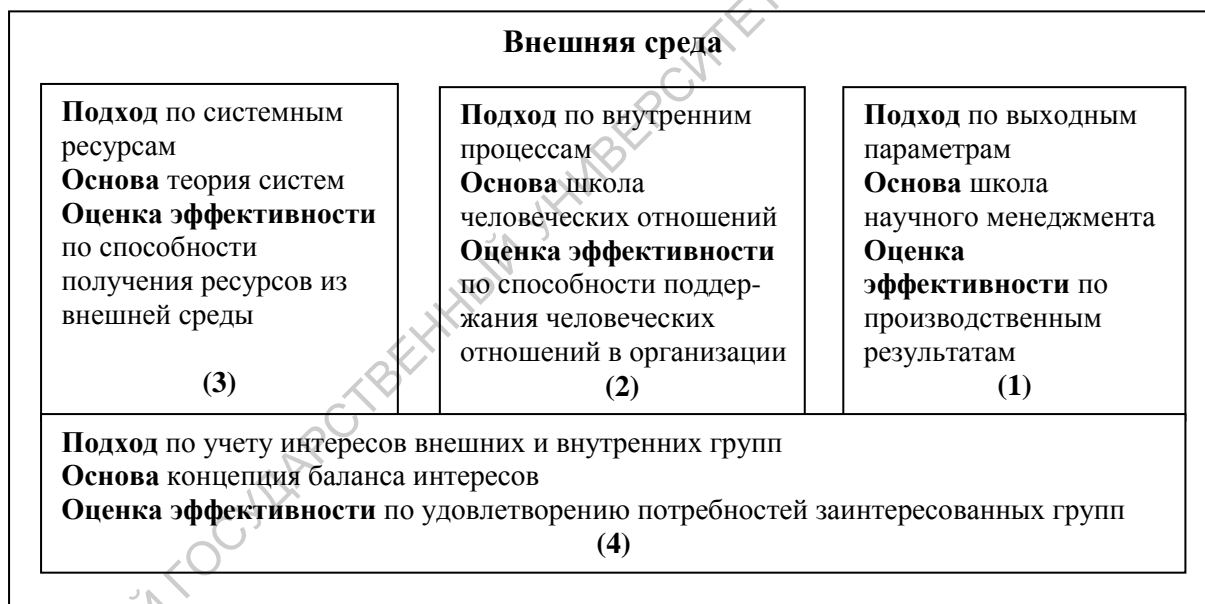 Внешняя среда
Подход по системным
ресурсам
Основа теория систем
Оценка эффективности
по способности
получения ресурсов из
внешней среды
(3)
Подход по внутренним
процессам
Основа школа
человеческих отношений
Оценка эффективности
по способности поддер-
жания человеческих
отношений в организации
(2)
Подход по выходным
параметрам
Основа школа
научного менеджмента
Оценка
эффективности по
производственным
результатам
(1)
Подход по учету интересов внешних и внутренних групп
Основа концепция баланса интересов
Оценка эффективности по удовлетворению потребностей заинтересованных групп
(4)
ГОСУДАРСТВЕННЫЙ УНИВЕРСИТЕТ